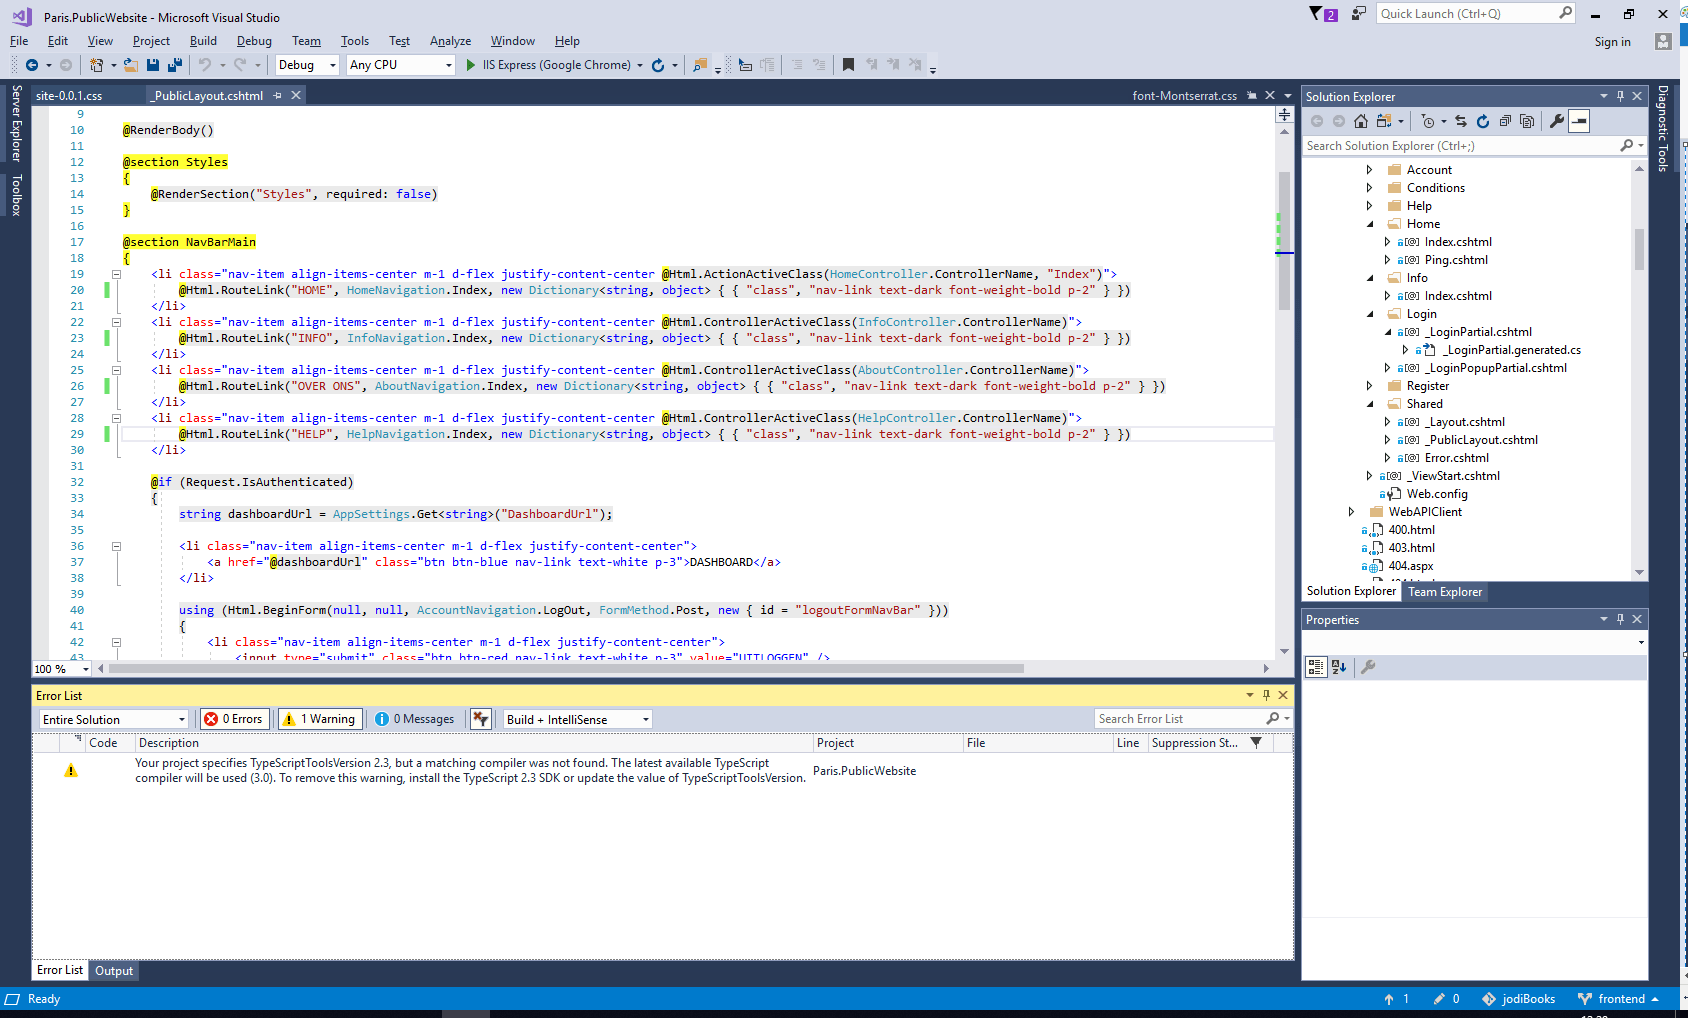 Paris.PublicWebsite - Microsoft Visual Studio
2
Quick Launch (Ctrl+Q)
File Edit View Project Build Debug Team Tools Test Analyze Window Help
Sign in
Debug Any CPU IIS Express (Google Chrome)
Server Explorer
Toolbox
site-0.0.1.css _PublicLayout.cshtml font-Montserrat.css
9
10 @RenderBody()
11
12 @section Styles
13 {
14 @RenderSection("Styles", required: false)
15 }
16
17 @section NavBarMain
18 {
19 <li class="nav-item align-items-center m-1 d-flex justify-content-center @Html.ActionActiveClass(HomeController.ControllerName, "Index")">
20 @Html.RouteLink("HOME", HomeNavigation.Index, new Dictionary<string, object> { { "class", "nav-link text-dark font-weight-bold p-2" } })
21 </li>
22 <li class="nav-item align-items-center m-1 d-flex justify-content-center @Html.ControllerActiveClass(InfoController.ControllerName)">
23 @Html.RouteLink("INFO", InfoNavigation.Index, new Dictionary<string, object> { { "class", "nav-link text-dark font-weight-bold p-2" } })
24 </li>
25 <li class="nav-item align-items-center m-1 d-flex justify-content-center @Html.ControllerActiveClass(AboutController.ControllerName)">
26 @Html.RouteLink("OVER ONS", AboutNavigation.Index, new Dictionary<string, object> { { "class", "nav-link text-dark font-weight-bold p-2" } })
27 </li>
28 <li class="nav-item align-items-center m-1 d-flex justify-content-center @Html.ControllerActiveClass(HelpController.ControllerName)">
29 @Html.RouteLink("HELP", HelpNavigation.Index, new Dictionary<string, object> { { "class", "nav-link text-dark font-weight-bold p-2" } })
30 </li>
31
32 @if (Request.IsAuthenticated)
33 {
34 string dashboardUrl = AppSettings.Get<string>("DashboardUrl");
35
36 <li class="nav-item align-items-center m-1 d-flex justify-content-center">
37 <a href="@dashboardUrl" class="btn btn-blue nav-link text-white p-3">DASHBOARD</a>
38 </li>
39
40 using (Html.BeginForm(null, null, AccountNavigation.LogOut, FormMethod.Post, new { id = "logoutFormNavBar" }))
41 {
42 <li class="nav-item align-items-center m-1 d-flex justify-content-center">
43 <input type="submit" class="btn btn-red nav-link text-white p-3" value="UITLOGGEN" />
100 %
Solution Explorer
Search Solution Explorer (Ctrl+;)
Account
Conditions
Help
Home
Index.cshtml
Ping.cshtml
Info
Index.cshtml
Login
_LoginPartial.cshtml
_LoginPartial.generated.cs
_LoginPopupPartial.cshtml
Register
Shared
_Layout.cshtml
_PublicLayout.cshtml
Error.cshtml
_ViewStart.cshtml
Web.config
WebAPIClient
400.html
403.html
404.aspx
Solution Explorer Team Explorer
Diagnostic Tools
Properties
Error List
Entire Solution 0 Errors 1 Warning 0 Messages Build + IntelliSense Search Error List
Code Description Project File Line Suppression St...
Your project specifies TypeScriptToolsVersion 2.3, but a matching compiler was not found. The latest available TypeScript
compiler will be used (3.0). To remove this warning, install the TypeScript 2.3 SDK or update the value of TypeScriptToolsVersion.
Paris.PublicWebsite
Error List Output
Ready 1 0 jodiBooks frontend